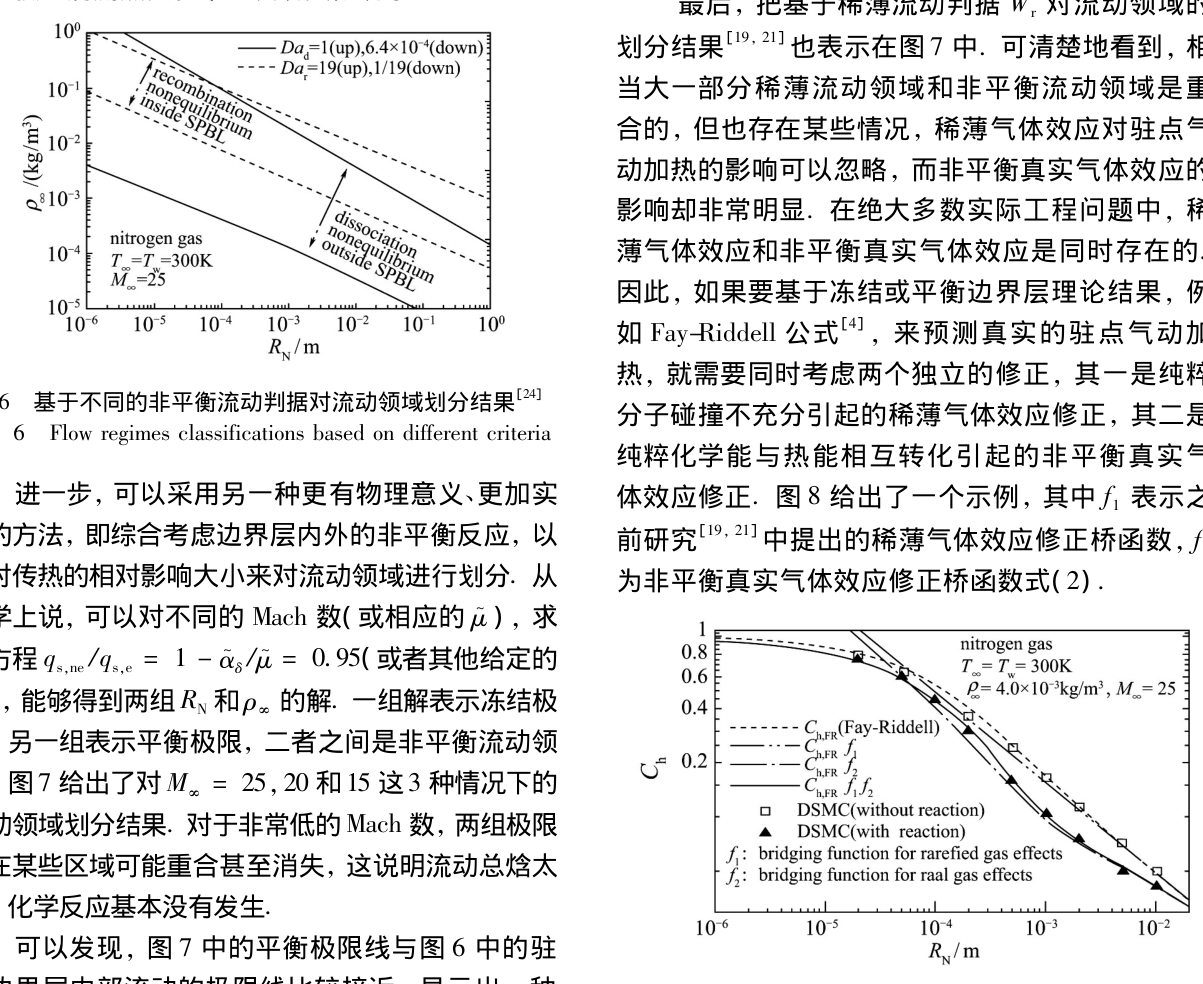 10⁰
10⁻¹
10⁻²
10⁻³
10⁻⁴
10⁻⁵
ρ∞/(kg/m³)
Da_d=1(up),6.4×10⁻⁴(down)
Da_r=19(up),1/19(down)
recombination
nonequilibrium
inside SPBL
dissociation
nonequilibrium
outside SPBL
nitrogen gas
T∞=T_w=300K
M∞=25
10⁻⁶ 10⁻⁵ 10⁻⁴ 10⁻³ 10⁻² 10⁻¹ 10⁰
R_N/m
6 基于不同的非平衡流动判据对流动领域划分结果[24]
6 Flow regimes classifications based on different criteria
进一步, 可以采用另一种更有物理意义、更加实
的方法, 即综合考虑边界层内外的非平衡反应, 以
对传热的相对影响大小来对流动领域进行划分. 从
学上说, 可以对不同的 Mach 数(或相应的 μ̃), 求
方程 q_s,ne/q_s,e = 1 - α̃_δ/μ̃ = 0.95(或者其他给定的
, 能够得到两组 R_N 和 ρ∞ 的解. 一组解表示冻结极
另一组表示平衡极限, 二者之间是非平衡流动领
图 7 给出了对 M∞ = 25, 20 和 15 这 3 种情况下的
动领域划分结果. 对于非常低的 Mach 数, 两组极限
在某些区域可能重合甚至消失, 这说明流动总焓太
化学反应基本没有发生.
可以发现, 图 7 中的平衡极限线与图 6 中的驻
最后, 把基于稀薄流动判据 W_r 对流动领域的
划分结果[19, 21]也表示在图 7 中. 可清楚地看到, 相
当大一部分稀薄流动领域和非平衡流动领域是重
合的, 但也存在某些情况, 稀薄气体效应对驻点气
动加热的影响可以忽略, 而非平衡真实气体效应的
影响却非常明显. 在绝大多数实际工程问题中, 稀
薄气体效应和非平衡真实气体效应是同时存在的.
因此, 如果要基于冻结或平衡边界层理论结果, 例
如 Fay-Riddell 公式[4], 来预测真实的驻点气动加
热, 就需要同时考虑两个独立的修正, 其一是纯粹
分子碰撞不充分引起的稀薄气体效应修正, 其二是
纯粹化学能与热能相互转化引起的非平衡真实气
体效应修正. 图 8 给出了一个示例, 其中 f₁ 表示之
前研究[19, 21]中提出的稀薄气体效应修正桥函数, f
为非平衡真实气体效应修正桥函数式(2).
1
0.8
0.6
0.4
0.2
C_h
nitrogen gas
T∞= T_w= 300K
ρ∞= 4.0×10⁻³kg/m³, M∞= 25
C_h,FR(Fay-Riddell)
C_h,FR f₁
C_h,FR f₂
C_h,FR f₁f₂
DSMC(without reaction)
DSMC(with reaction)
f₁: bridging function for rarefied gas effects
f₂: bridging function for raal gas effects
10⁻⁶ 10⁻⁵ 10⁻⁴ 10⁻³ 10⁻²
R_N/m